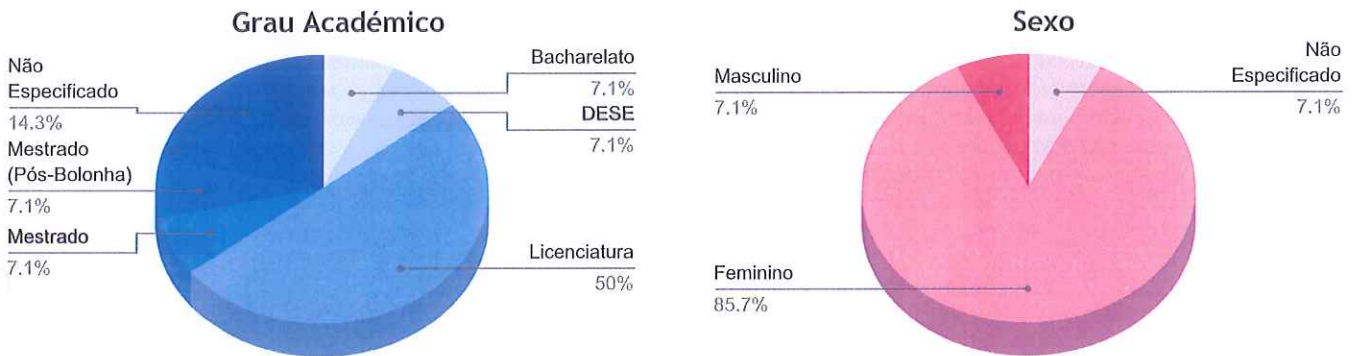 Grau Académico
Não
Especificado
14.3%
Mestrado
(Pós-Bolonha)
7.1%
Mestrado
7.1%
Bacharelato
7.1%
DESE
7.1%
Licenciatura
50%
Sexo
Masculino
7.1%
Feminino
85.7%
Não
Especificado
7.1%